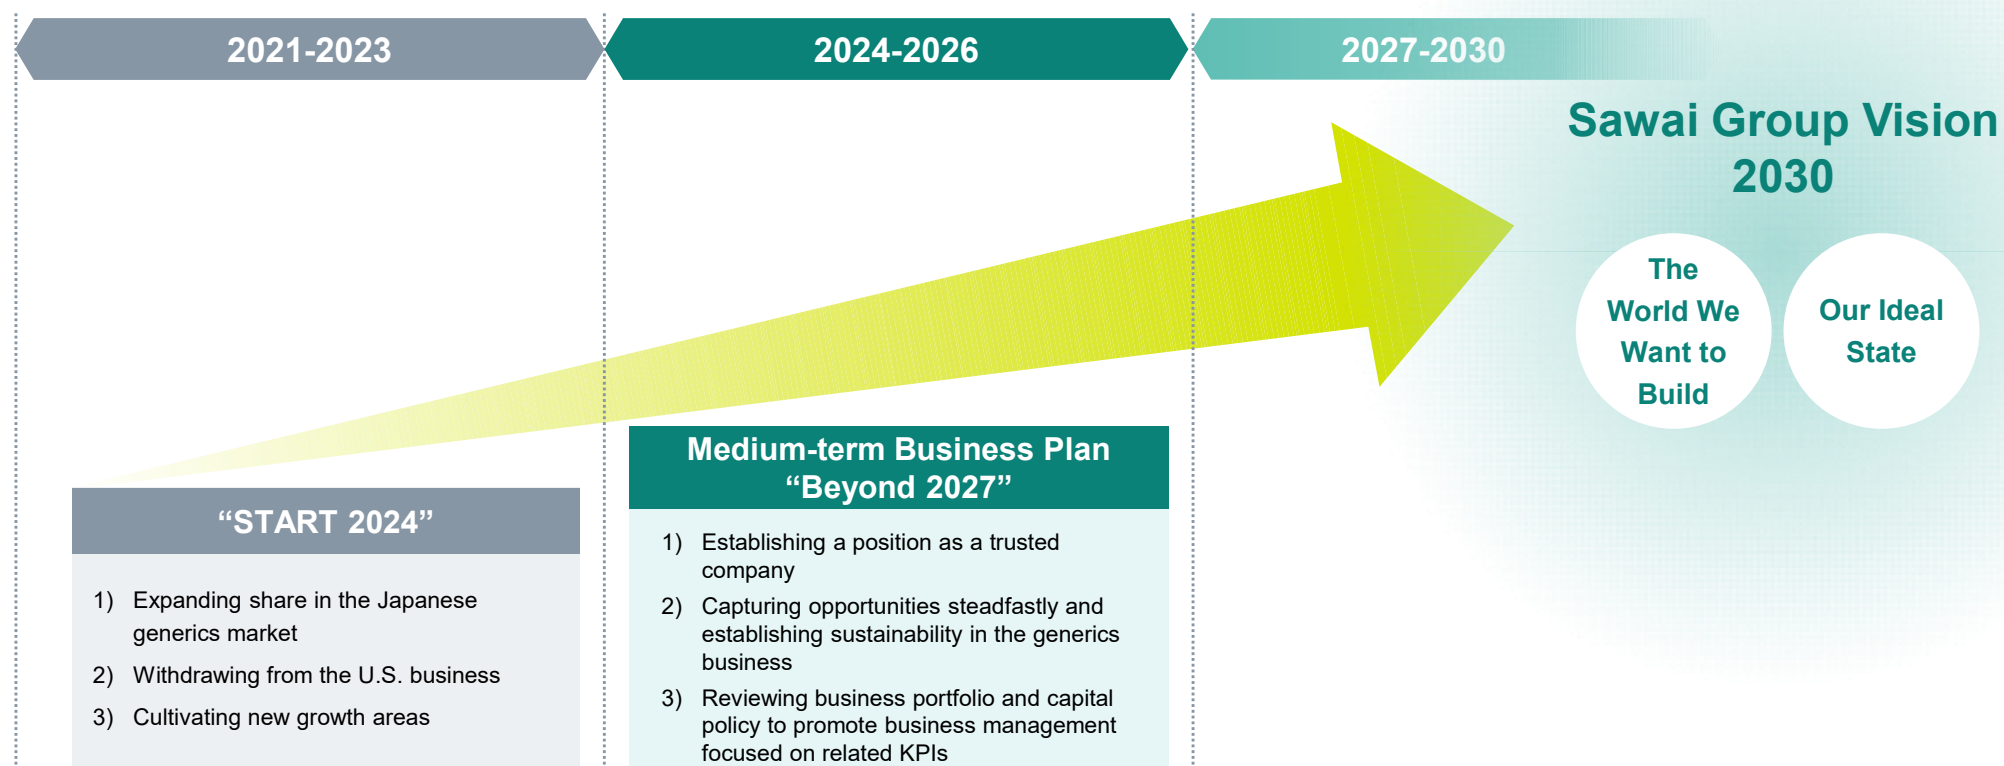 2021-2023
2024-2026
2027-2030
Sawai Group Vision
2030
The
World We
Want to
Build
Our Ideal
State
“START 2024”
1) Expanding share in the Japanese
generics market
2) Withdrawing from the U.S. business
3) Cultivating new growth areas
Medium-term Business Plan
“Beyond 2027”
1) Establishing a position as a trusted
company
2) Capturing opportunities steadfastly and
establishing sustainability in the generics
business
3) Reviewing business portfolio and capital
policy to promote business management
focused on related KPIs